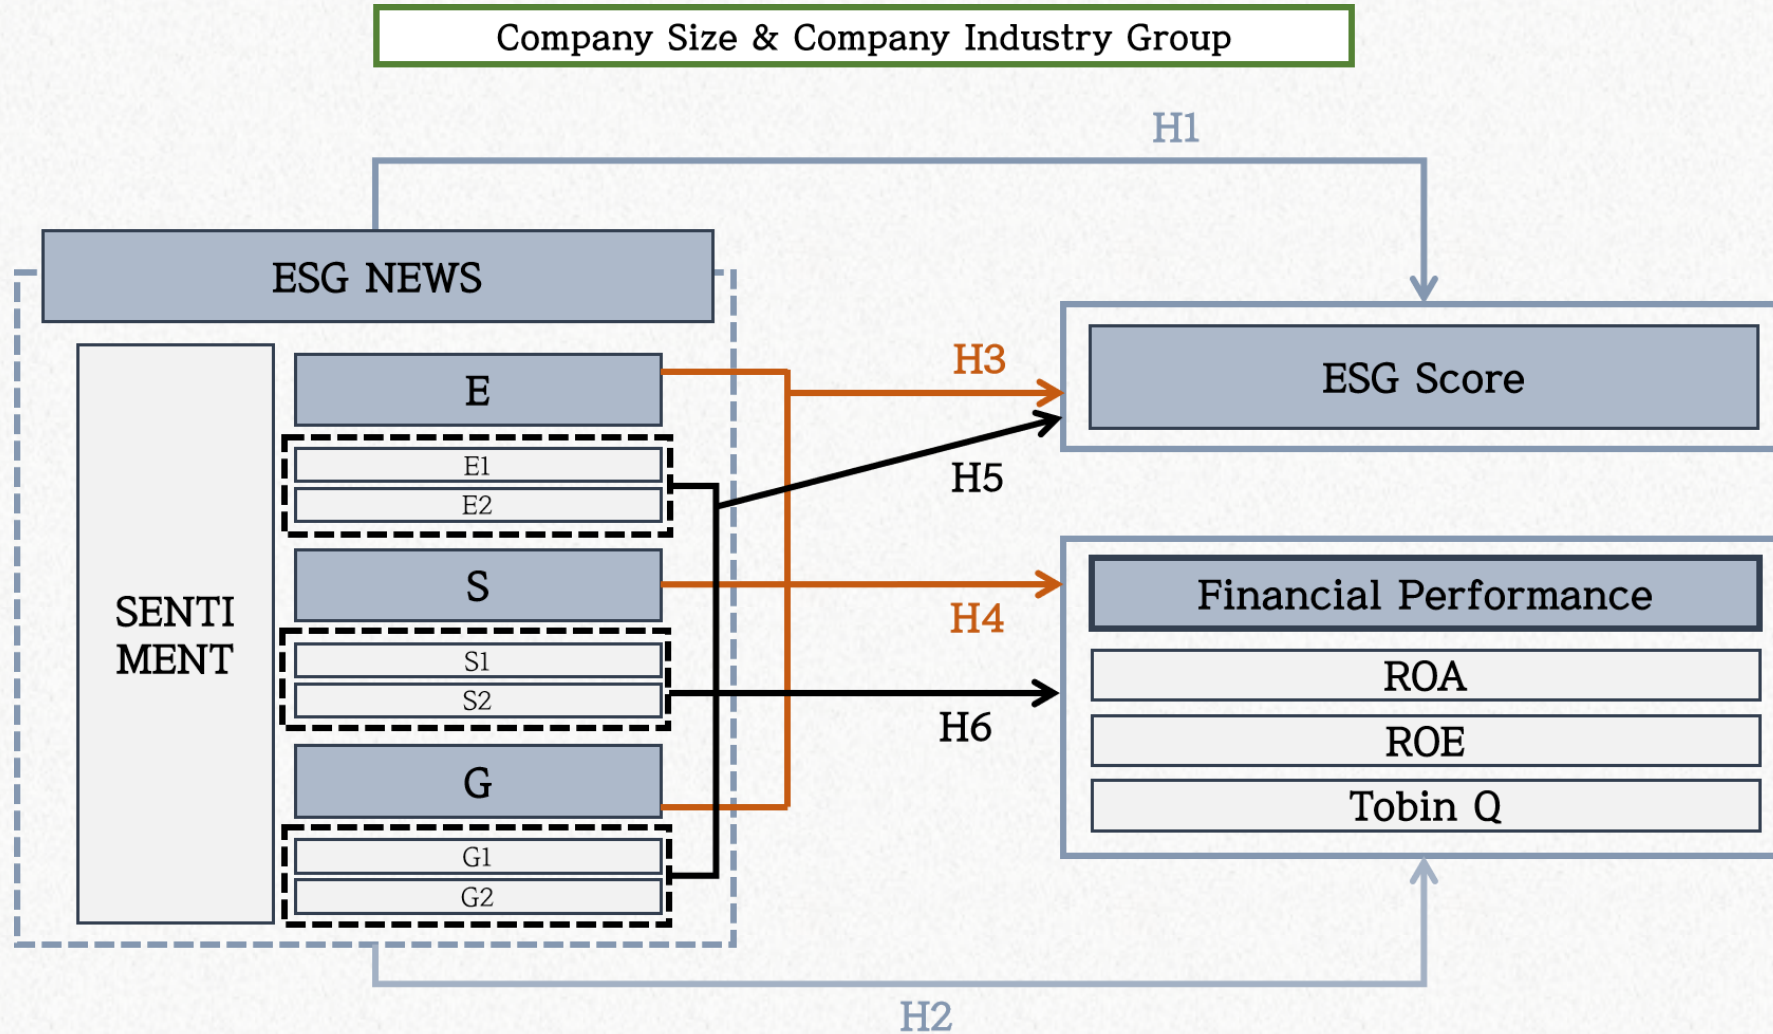 Company Size & Company Industry Group
H1
ESG NEWS
SENTI
MENT
E
E1
E2
S
S1
S2
G
G1
G2
H3
H5
H4
H6
ESG Score
Financial Performance
ROA
ROE
Tobin Q
H2